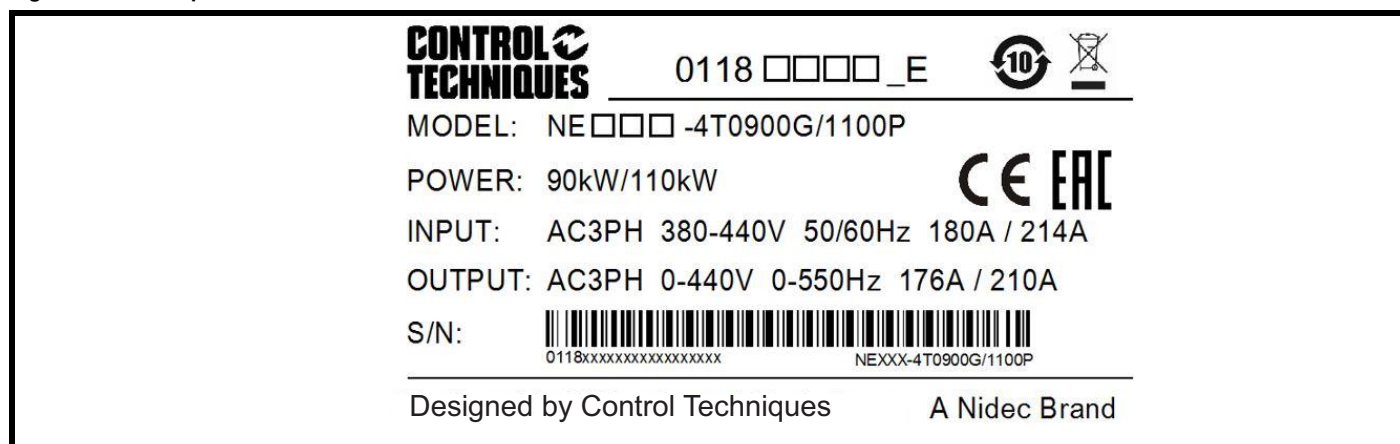 CONTROL
TECHNIQUES
0118 □□□□ _E
10
MODEL: NE□□□ -4T0900G/1100P
POWER: 90kW/110kW
CE EAC
INPUT: AC3PH 380-440V 50/60Hz 180A / 214A
OUTPUT: AC3PH 0-440V 0-550Hz 176A / 210A
S/N:
0118xxxxxxxxxxxxxxxxxx NEXXX-4T0900G/1100P
Designed by Control Techniques A Nidec Brand